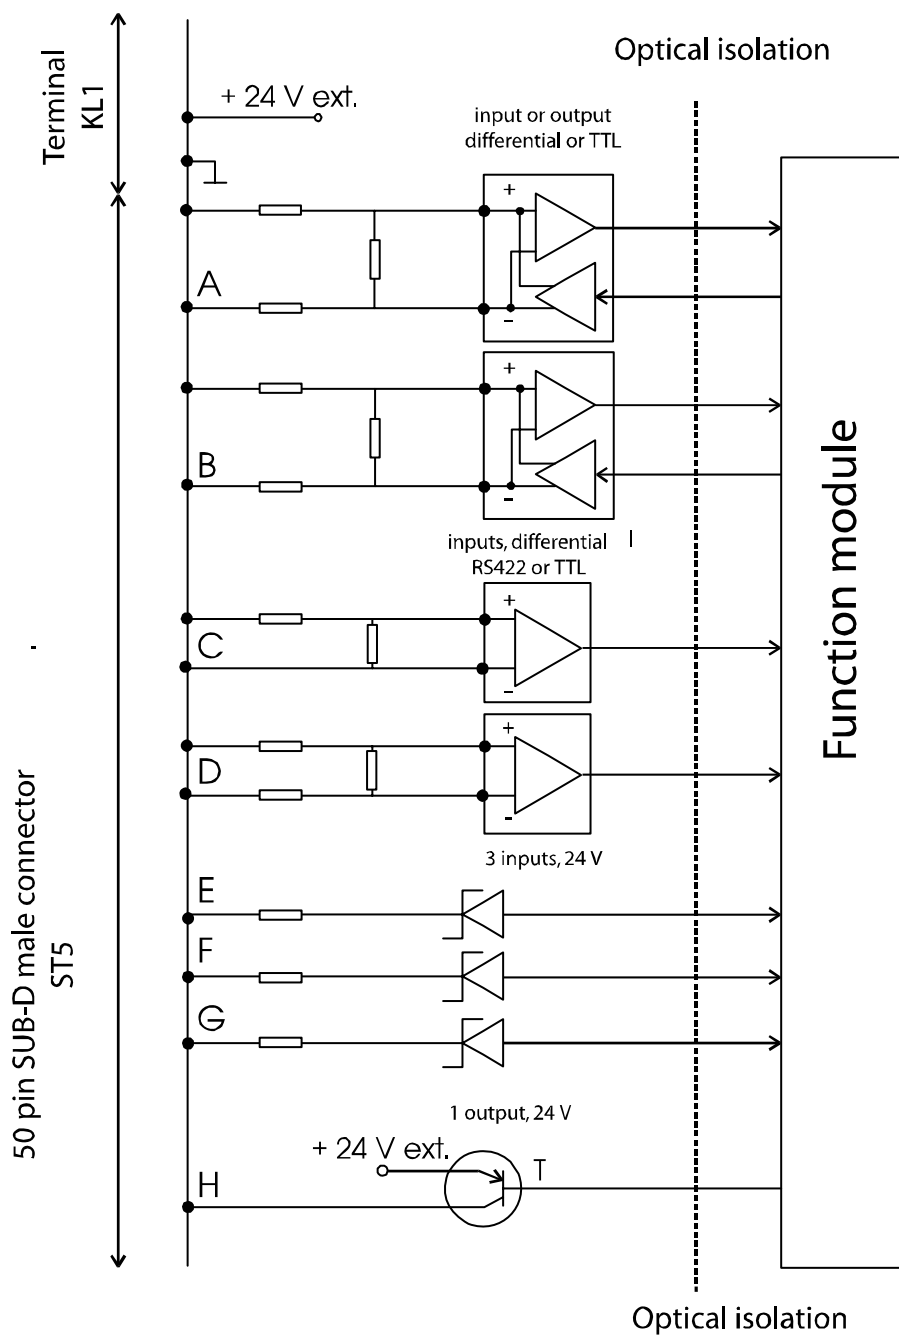 Optical isolation
Terminal
KL1
+ 24 V ext.
input or output
differential or TTL
+
A
-
+
B
-
inputs, differential
RS422 or TTL
+
C
-
+
D
-
3 inputs, 24 V
E
F
G
1 output, 24 V
+ 24 V ext.
T
H
50 pin SUB-D male connector
ST5
Function module
Optical isolation